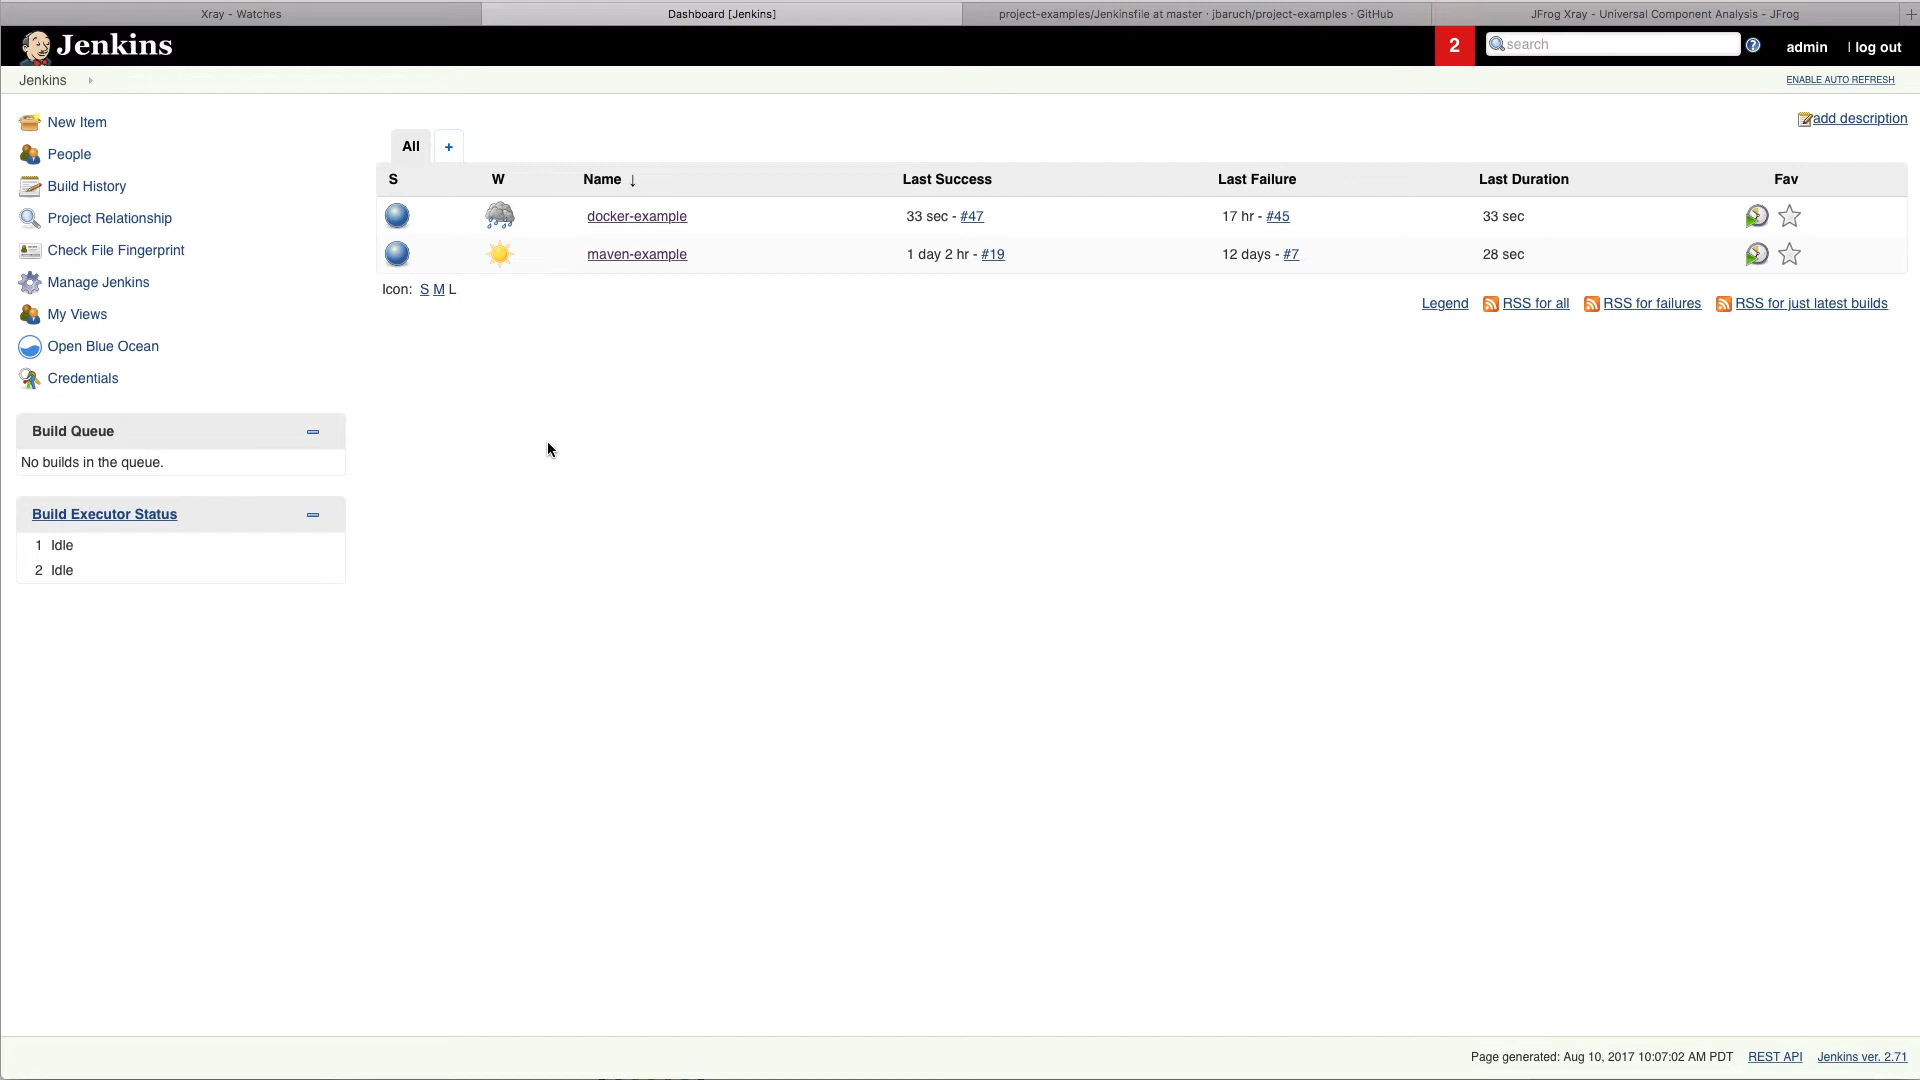 Xray - Watches
Dashboard [Jenkins]
project-examples/Jenkinsfile at master · jbaruch/project-examples · GitHub
JFrog Xray - Universal Component Analysis - JFrog
+
Jenkins
2
search
?
admin
| log out
Jenkins
ENABLE AUTO REFRESH
New Item
People
Build History
Project Relationship
Check File Fingerprint
Manage Jenkins
My Views
Open Blue Ocean
Credentials
Build Queue
No builds in the queue.
Build Executor Status
1 Idle
2 Idle
add description
All +
S W Name ↓ Last Success Last Failure Last Duration Fav
docker-example 33 sec - #47 17 hr - #45 33 sec
maven-example 1 day 2 hr - #19 12 days - #7 28 sec
Icon: S M L
Legend RSS for all RSS for failures RSS for just latest builds
Page generated: Aug 10, 2017 10:07:02 AM PDT REST API Jenkins ver. 2.71